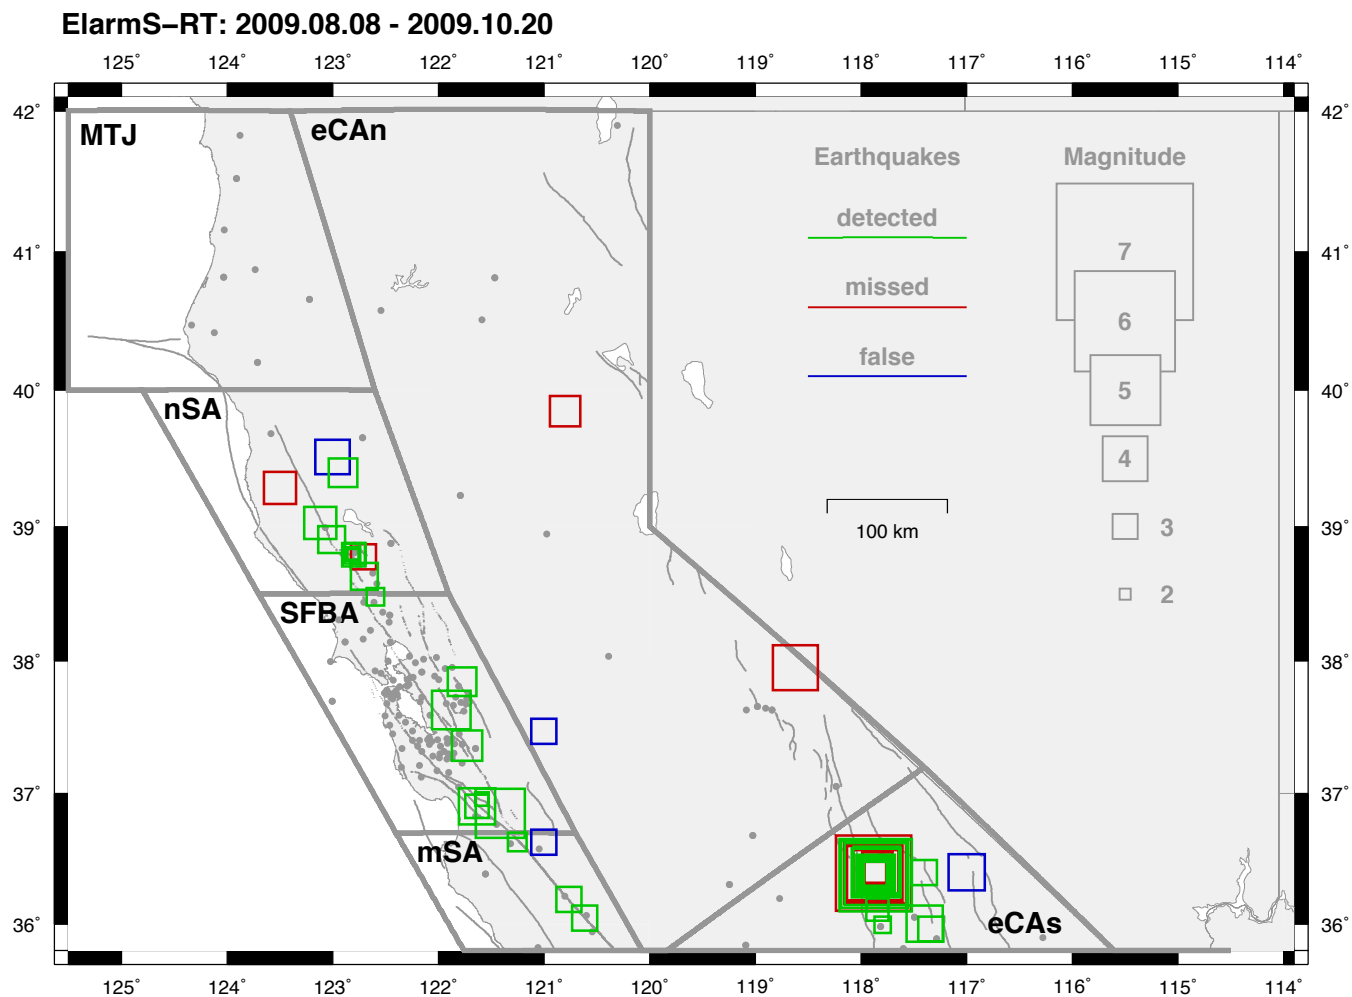 ElarmS−RT: 2009.08.08 - 2009.10.20
125˚ 124˚ 123˚ 122˚ 121˚ 120˚ 119˚ 118˚ 117˚ 116˚ 115˚ 114˚
42˚ 42˚
MTJ eCAn
Earthquakes Magnitude
detected
41˚ 7 41˚
missed
6
false
40˚ 5 40˚
nSA
4
39˚ 100 km 3 39˚
2
SFBA
38˚ 38˚
37˚ 37˚
mSA
36˚ eCAs 36˚
125˚ 124˚ 123˚ 122˚ 121˚ 120˚ 119˚ 118˚ 117˚ 116˚ 115˚ 114˚